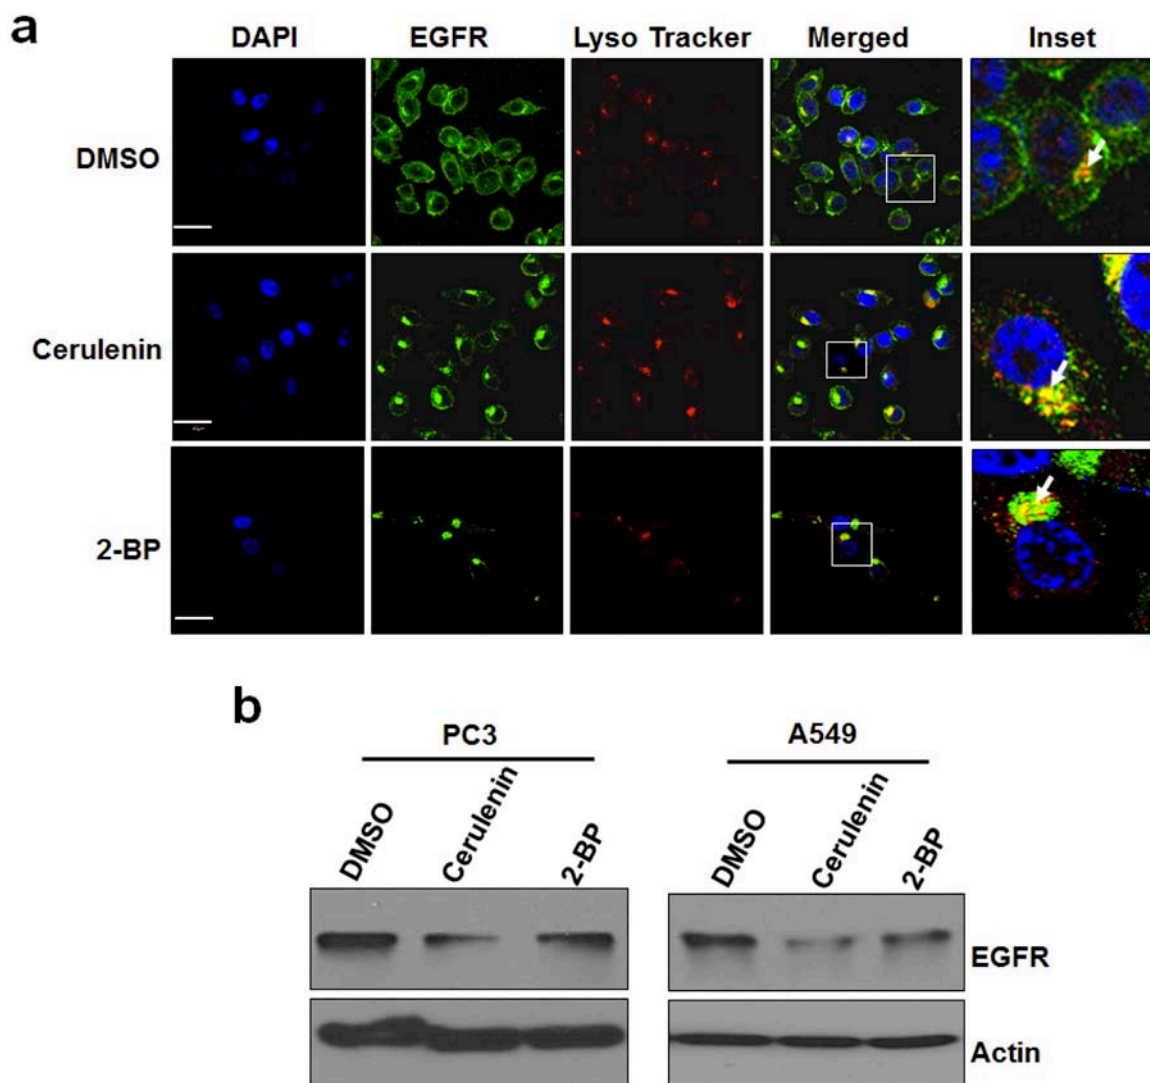 a
DAPI EGFR Lyso Tracker Merged Inset
DMSO
Cerulenin
2-BP
b
PC3 A549
DMSO Cerulenin 2-BP DMSO Cerulenin 2-BP
EGFR
Actin